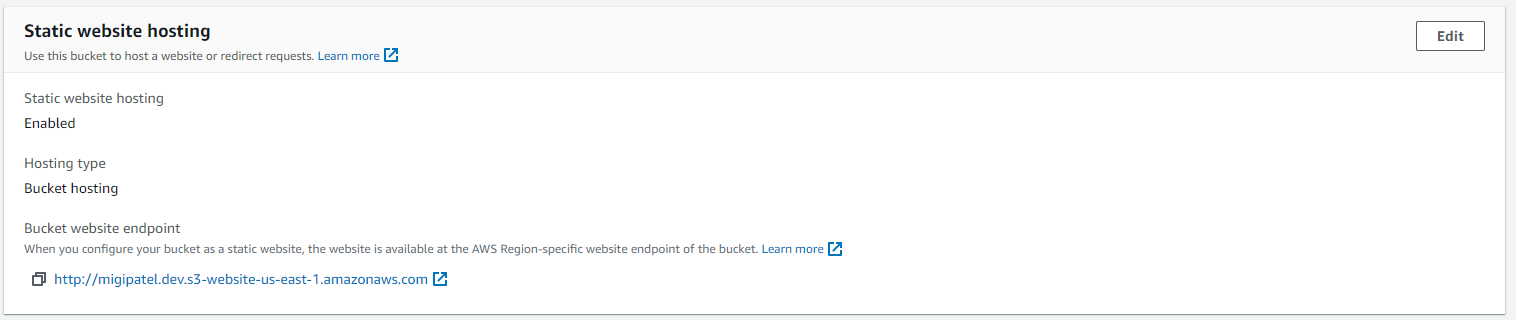 Static website hosting
Edit
Use this bucket to host a website or redirect requests. Learn more
Static website hosting
Enabled
Hosting type
Bucket hosting
Bucket website endpoint
When you configure your bucket as a static website, the website is available at the AWS Region-specific website endpoint of the bucket. Learn more
http://migipatel.dev.s3-website-us-east-1.amazonaws.com